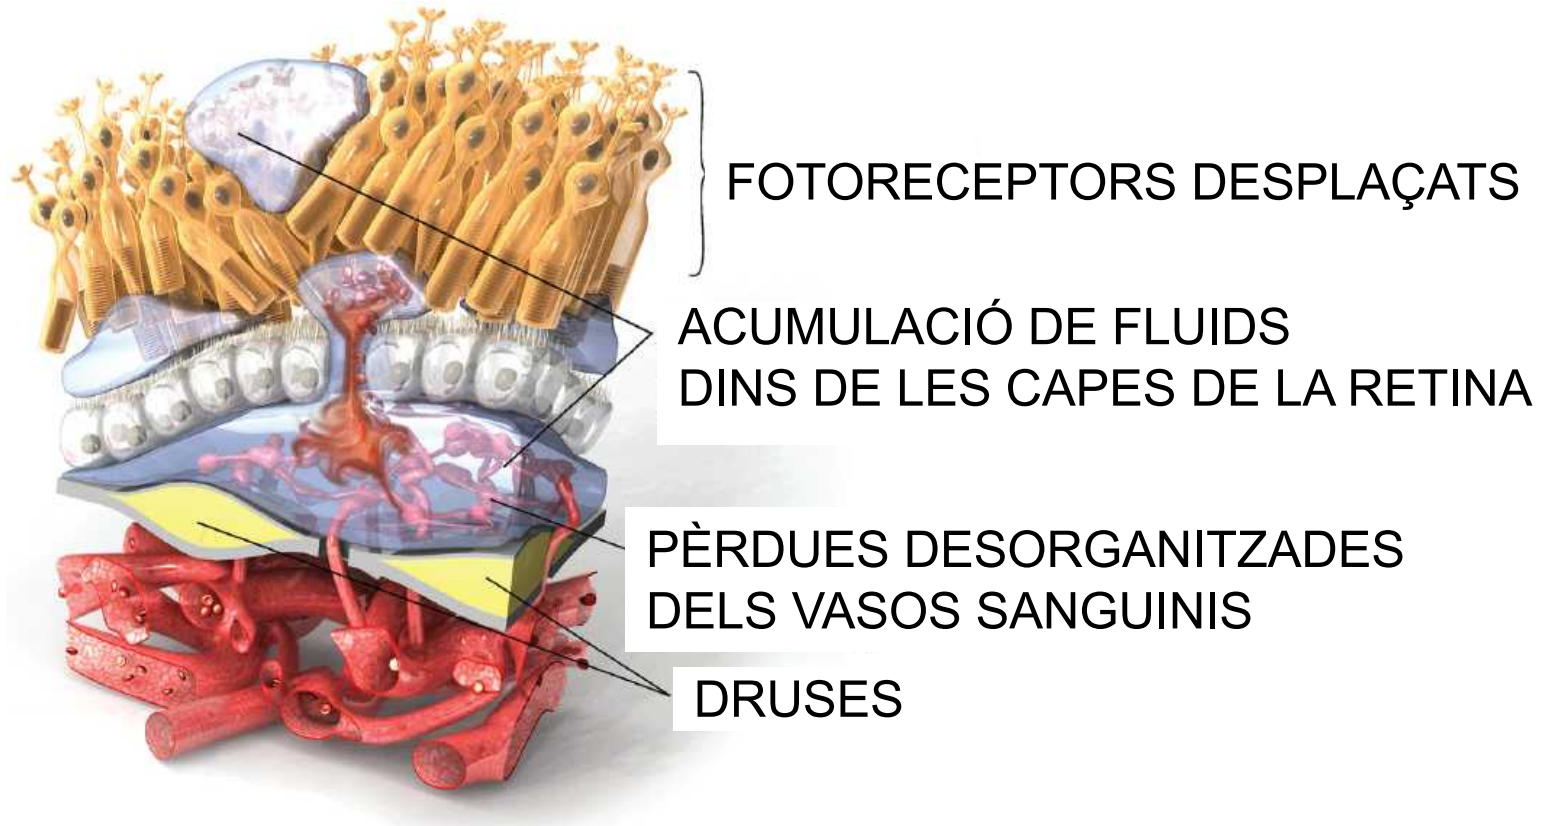 FOTORECEPTORS DESPLAÇATS
ACUMULACIÓ DE FLUIDS
DINS DE LES CAPES DE LA RETINA
PÈRDUES DESORGANITZADES
DELS VASOS SANGUINIS
DRUSES